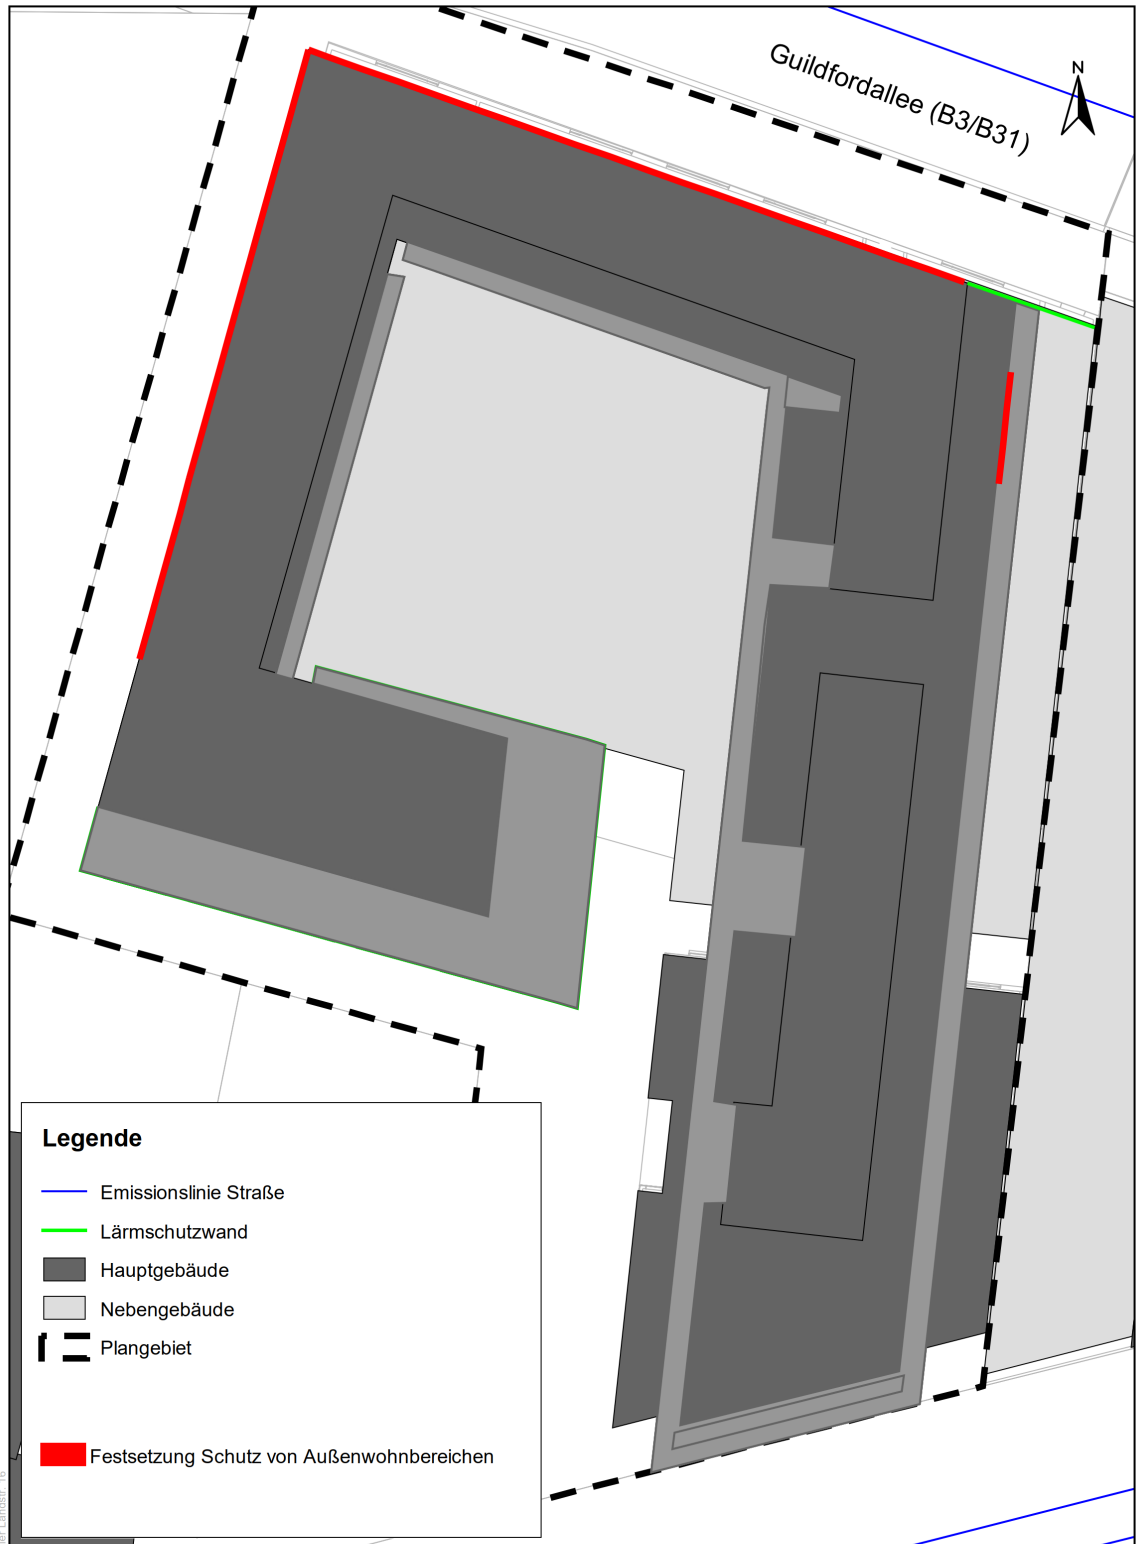 Guildfordallee (B3/B31)
N
Legende
Emissionslinie Straße
Lärmschutzwand
Hauptgebäude
Nebengebäude
Plangebiet
Festsetzung Schutz von Außenwohnbereichen